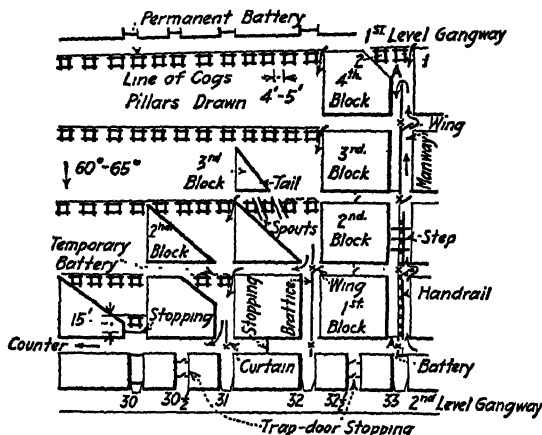 Permanent Battery
1ST Level Gangway
Line of Cogs
Pillars Drawn
4'-5'
2
1
4th
Block
Wing
60°-65°
3rd
Block
Tail
3rd
Block
Manway
2nd
Block
Spouts
2nd
Block
Step
Temporary
Battery
Stopping
Stopping
Brattice
Wing
1st
Block
Handrail
15'
Counter
Curtain
Battery
30
30½
31
32
32½
33
2nd Level Gangway
Trap-door Stopping